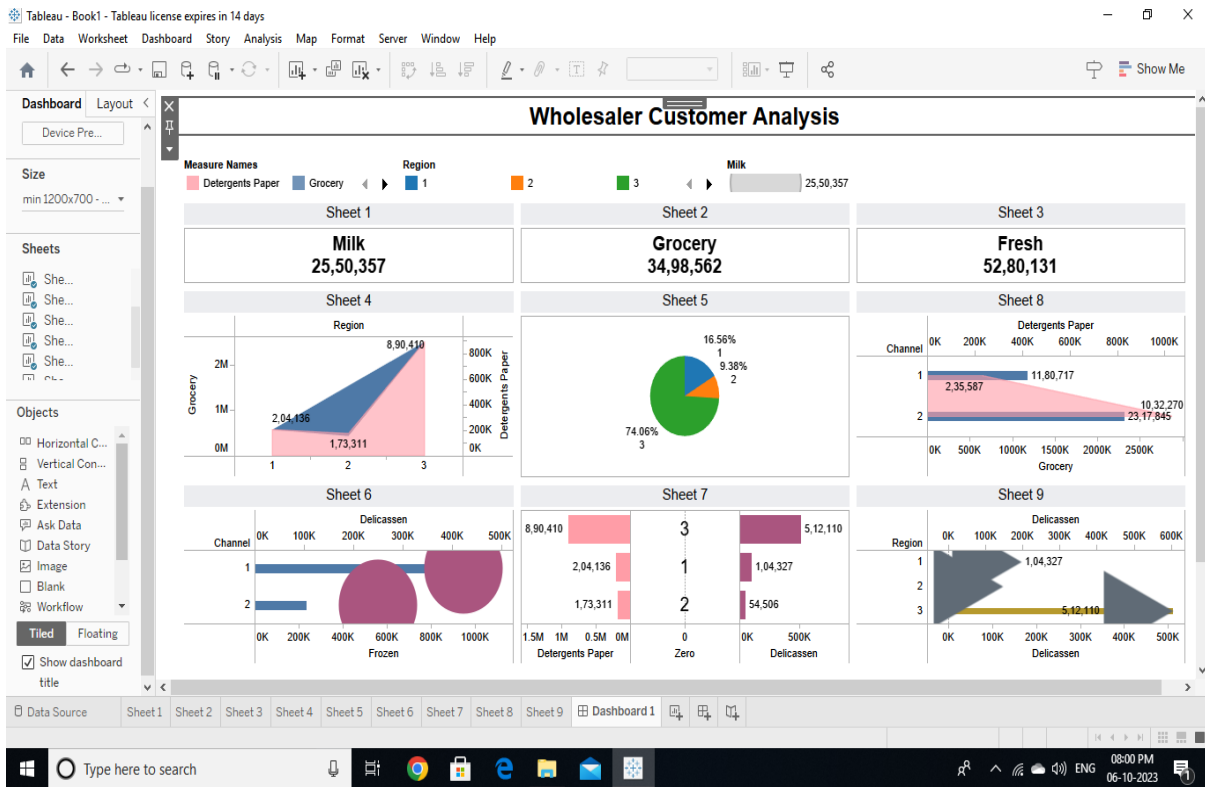 Tableau - Book1 - Tableau license expires in 14 days
File Data Worksheet Dashboard Story Analysis Map Format Server Window Help
Show Me
Dashboard Layout
Device Pre...
Size
min 1200x700 - ...
Sheets
She...
She...
She...
She...
She...
Objects
Horizontal C...
Vertical Con...
A Text
Extension
Ask Data
Data Story
Image
Blank
Workflow
Tiled Floating
Show dashboard
title
Wholesaler Customer Analysis
Measure Names Region Milk
Detergents Paper Grocery 1 2 3 25,50,357
Sheet 1 Sheet 2 Sheet 3
Milk Grocery Fresh
25,50,357 34,98,562 52,80,131
Sheet 4
Region
Grocery
2M
1M
0M
8,90,410
2,04,136
1,73,311
800K
600K
400K
200K
0K
Detergents Paper
1 2 3
Sheet 5
16.56%
1
9.38%
2
74.06%
3
Sheet 8
Detergents Paper
Channel 0K 200K 400K 600K 800K 1000K
1 11,80,717
2,35,587
10,32,270
2 23,17,845
0K 500K 1000K 1500K 2000K 2500K
Grocery
Sheet 6
Delicassen
Channel 0K 100K 200K 300K 400K 500K
1
2
0K 200K 400K 600K 800K 1000K
Frozen
Sheet 7
8,90,410 3 5,12,110
2,04,136 1 1,04,327
1,73,311 2 54,506
1.5M 1M 0.5M 0M 0 0K 500K
Detergents Paper Zero Delicassen
Sheet 9
Delicassen
Region 0K 100K 200K 300K 400K 500K 600K
1 1,04,327
2
3 5,12,110
0K 100K 200K 300K 400K 500K
Delicassen
Data Source Sheet 1 Sheet 2 Sheet 3 Sheet 4 Sheet 5 Sheet 6 Sheet 7 Sheet 8 Sheet 9 Dashboard 1
Type here to search
ENG
08:00 PM
06-10-2023
1